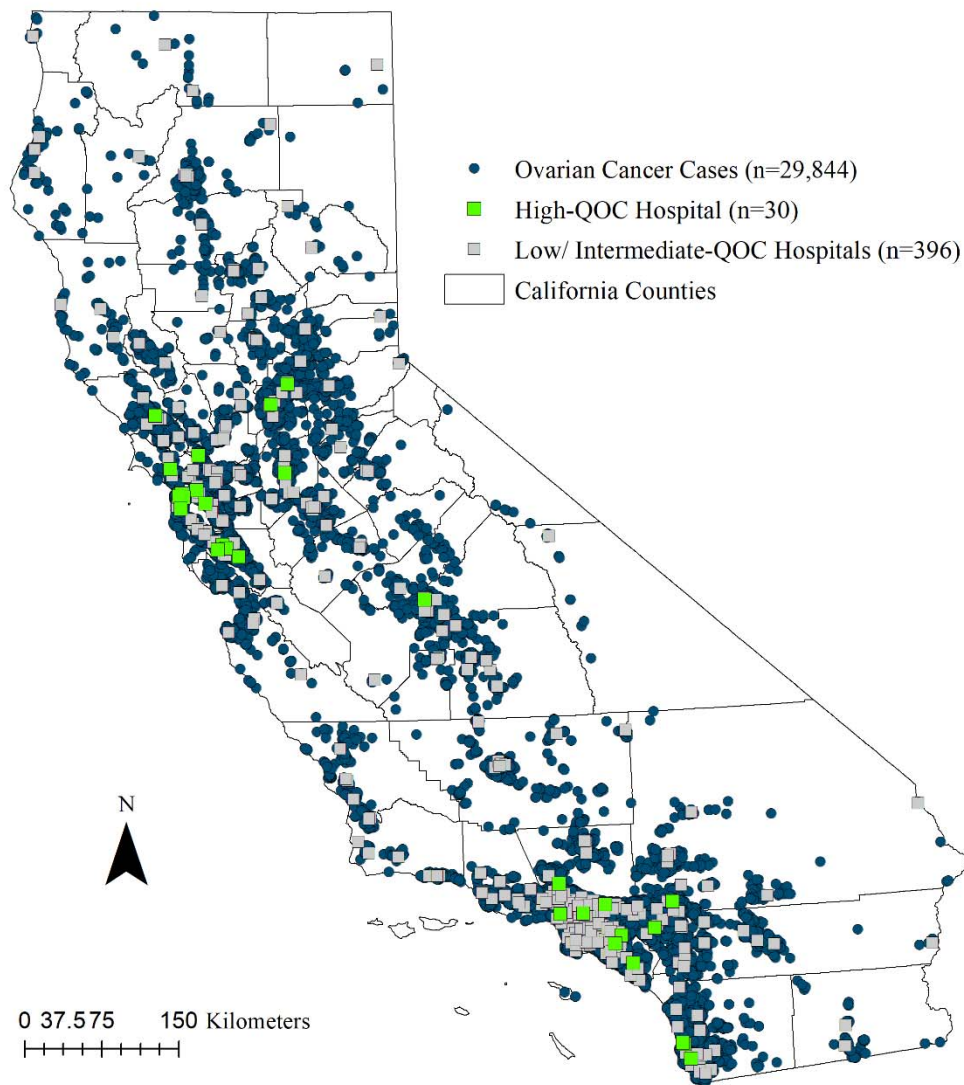 Ovarian Cancer Cases (n=29,844)
High-QOC Hospital (n=30)
Low/ Intermediate-QOC Hospitals (n=396)
California Counties
N
0 37.575 150 Kilometers